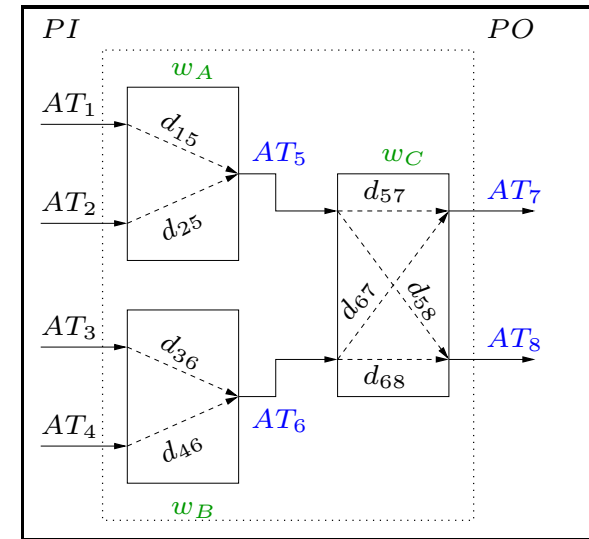 PI PO
w_A
AT_1
d_15
AT_5
w_C
AT_2
d_25
d_57
AT_7
d_67
d_58
AT_3
d_36
AT_8
d_68
AT_4
d_46
AT_6
w_B